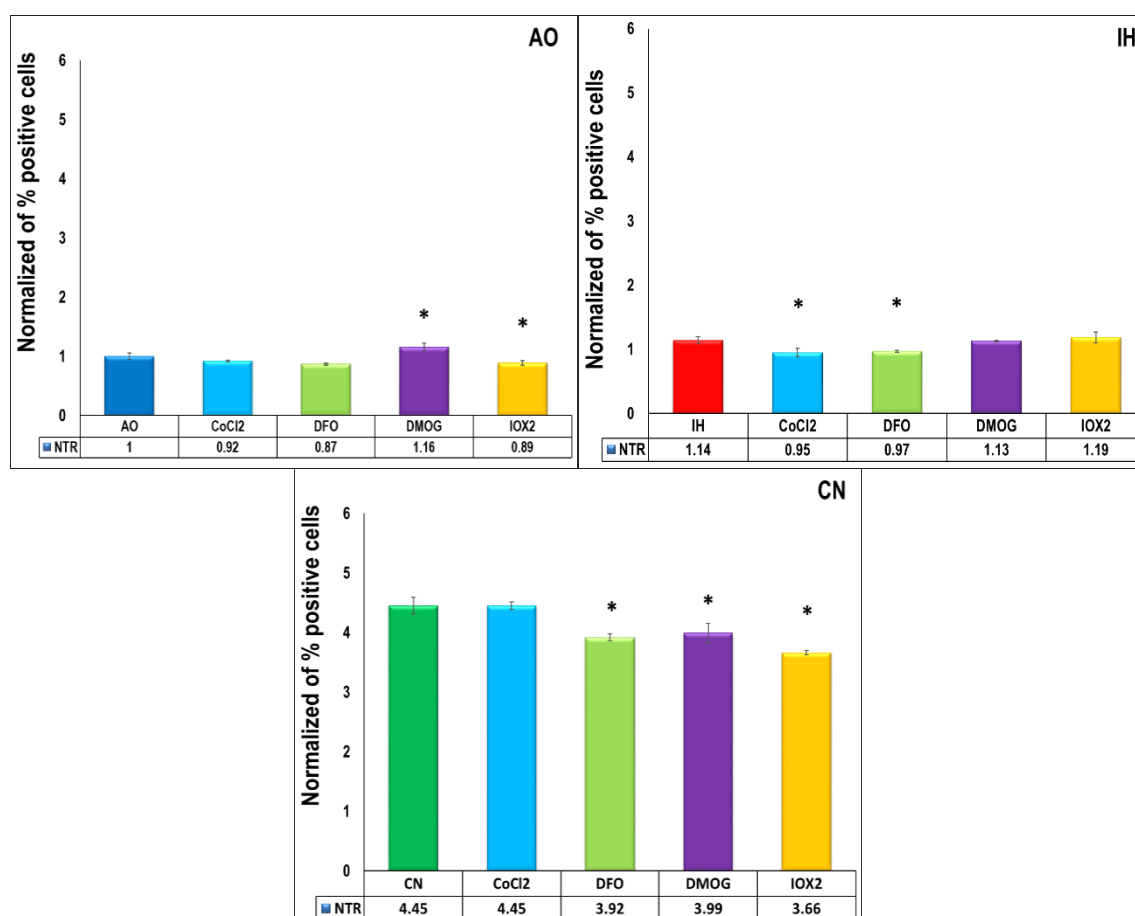 AO
Normalized of % positive cells
6
5
4
3
2
1
0
* *
AO CoCl2 DFO DMOG IOX2
NTR 1 0.92 0.87 1.16 0.89
IH
Normalized of % positive cells
6
5
4
3
2
1
0
* *
IH CoCl2 DFO DMOG IOX2
NTR 1.14 0.95 0.97 1.13 1.19
CN
Normalized of % positive cells
6
5
4
3
2
1
0
* * *
CN CoCl2 DFO DMOG IOX2
NTR 4.45 4.45 3.92 3.99 3.66